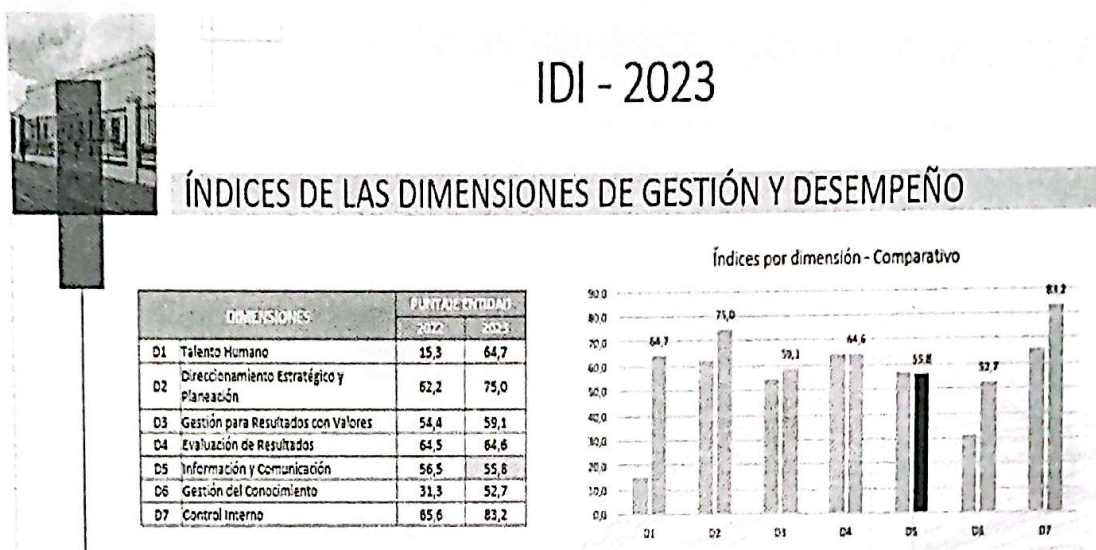 IDI - 2023
ÍNDICES DE LAS DIMENSIONES DE GESTIÓN Y DESEMPEÑO
DIMENSIONES
PUNTAJE ENTIDAD
2022 2023
D1 Talento Humano 15,3 64,7
D2 Direccionamiento Estratégico y
Planeación 62,2 75,0
D3 Gestión para Resultados con Valores 54,4 59,1
D4 Evaluación de Resultados 64,5 64,6
D5 Información y Comunicación 56,5 55,8
D6 Gestión del Conocimiento 31,3 52,7
D7 Control Interno 65,6 83,2
Índices por dimensión - Comparativo
90,0
80,0
70,0
60,0
50,0
40,0
30,0
20,0
10,0
0,0
64,7 75,0 59,1 64,6 55,8 52,7 83,2
D1 D2 D3 D4 D5 D6 D7